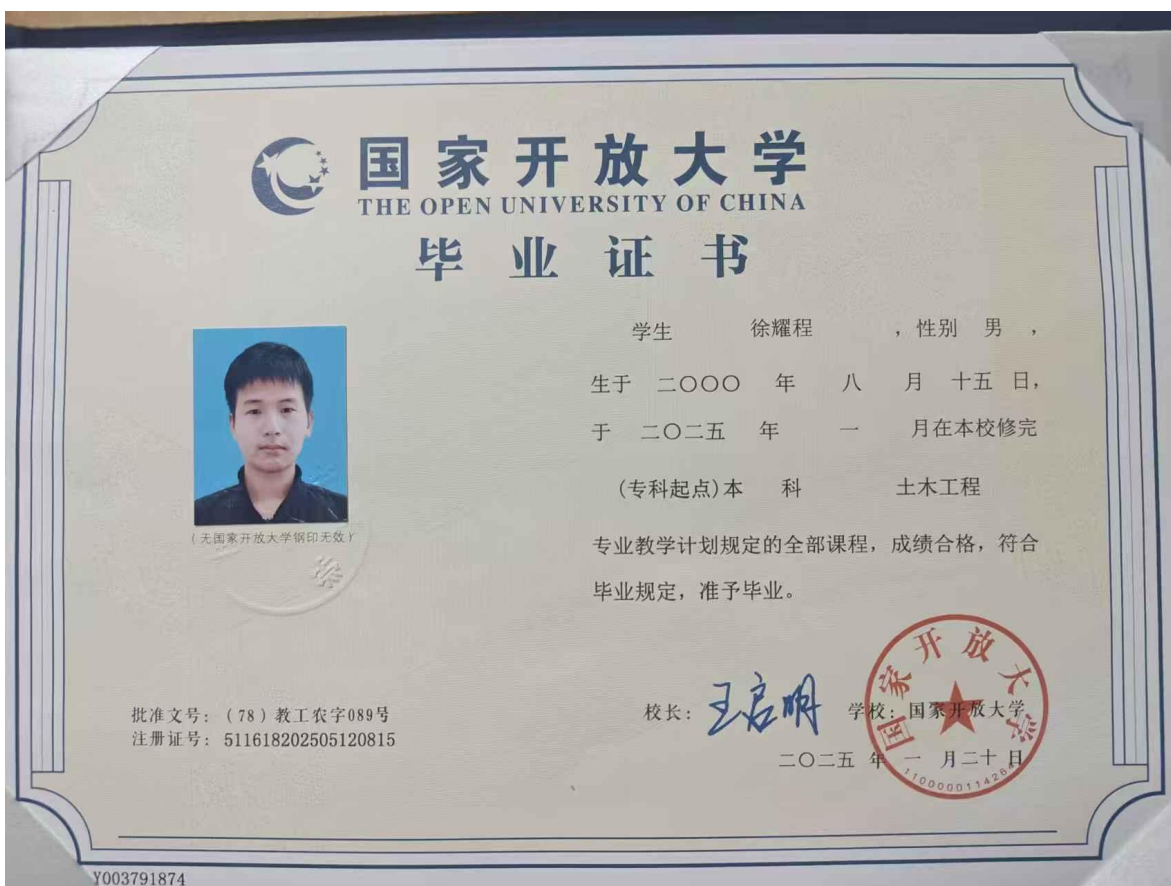 国家开放大学
THE OPEN UNIVERSITY OF CHINA
毕业证书
学生 徐耀程 ，性别 男 ，
生于 二〇〇〇 年 八 月 十五 日，
于 二〇二五 年 一 月在本校修完
(专科起点)本 科 土木工程
专业教学计划规定的全部课程，成绩合格，符合
毕业规定，准予毕业。
(无国家开放大学钢印无效)
批准文号：(78)教工农字089号
注册证号：511618202505120815
校长：王启明 学校：国家开放大学
二〇二五 年 一 月二十 日
国家开放大学
Y003791874